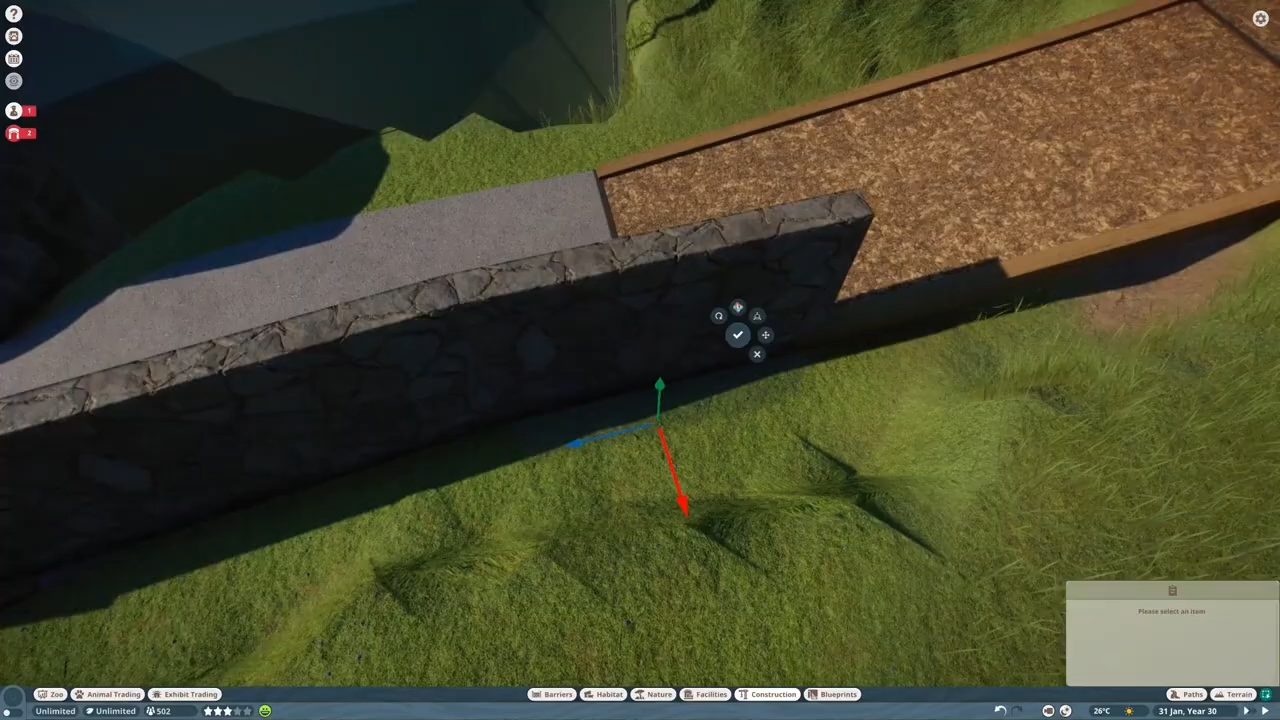 ?
1
2
Please select an item
Zoo
Animal Trading
Exhibit Trading
Barriers
Habitat
Nature
Facilities
Construction
Blueprints
Paths
Terrain
Unlimited
Unlimited
502
26°C
31 Jan, Year 30